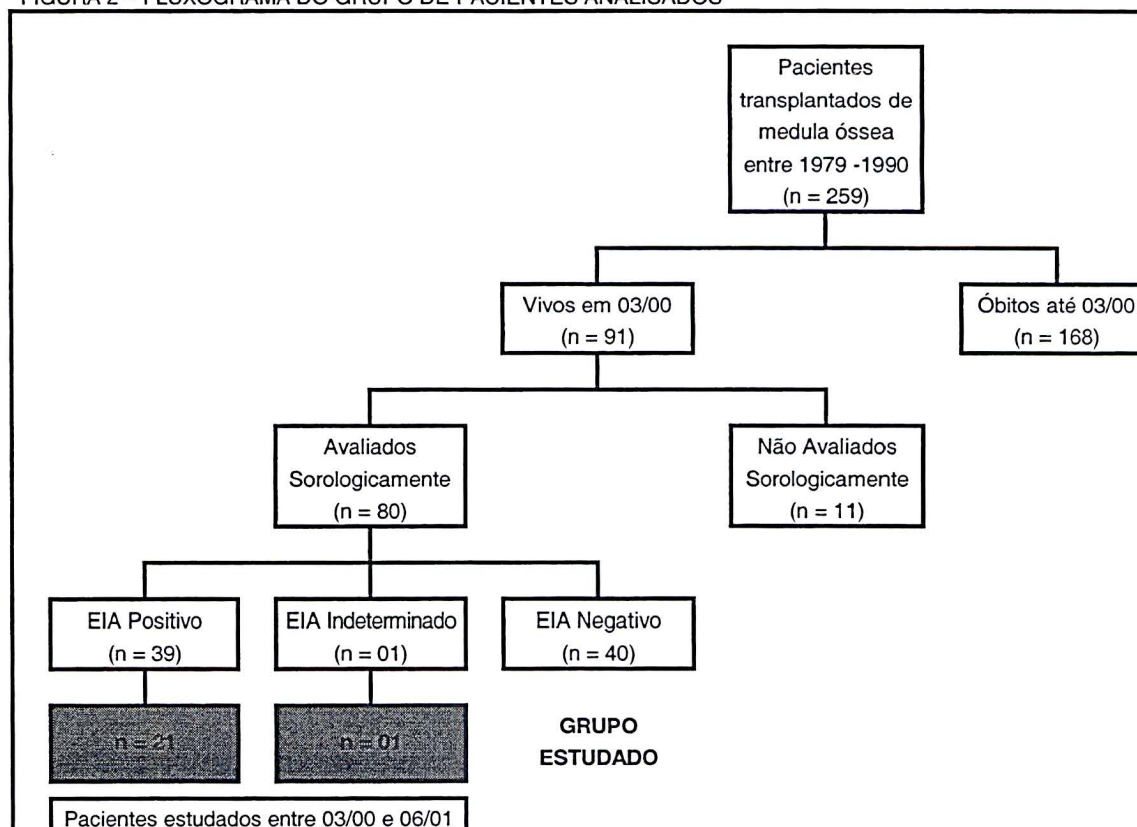 FIGURA 2 – FLUXOGRAMA DO GRUPO DE PACIENTES ANALISADOS
Pacientes
transplantados de
medula óssea
entre 1979 -1990
(n = 259)
Vivos em 03/00
(n = 91)
Óbitos até 03/00
(n = 168)
Avaliados
Sorologicamente
(n = 80)
Não Avaliados
Sorologicamente
(n = 11)
EIA Positivo
(n = 39)
EIA Indeterminado
(n = 01)
EIA Negativo
(n = 40)
n = 21
n = 01
GRUPO
ESTUDADO
Pacientes estudados entre 03/00 e 06/01